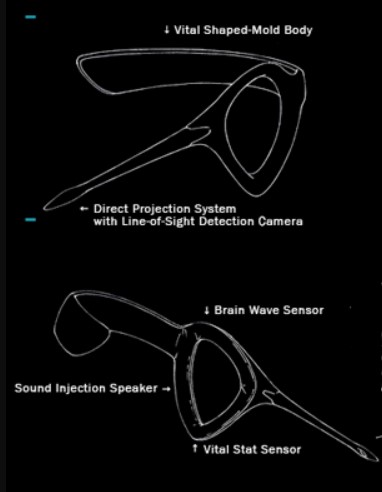 ↓ Vital Shaped-Mold Body
← Direct Projection System
with Line-of-Sight Detection Camera
↓ Brain Wave Sensor
Sound Injection Speaker →
↑ Vital Stat Sensor